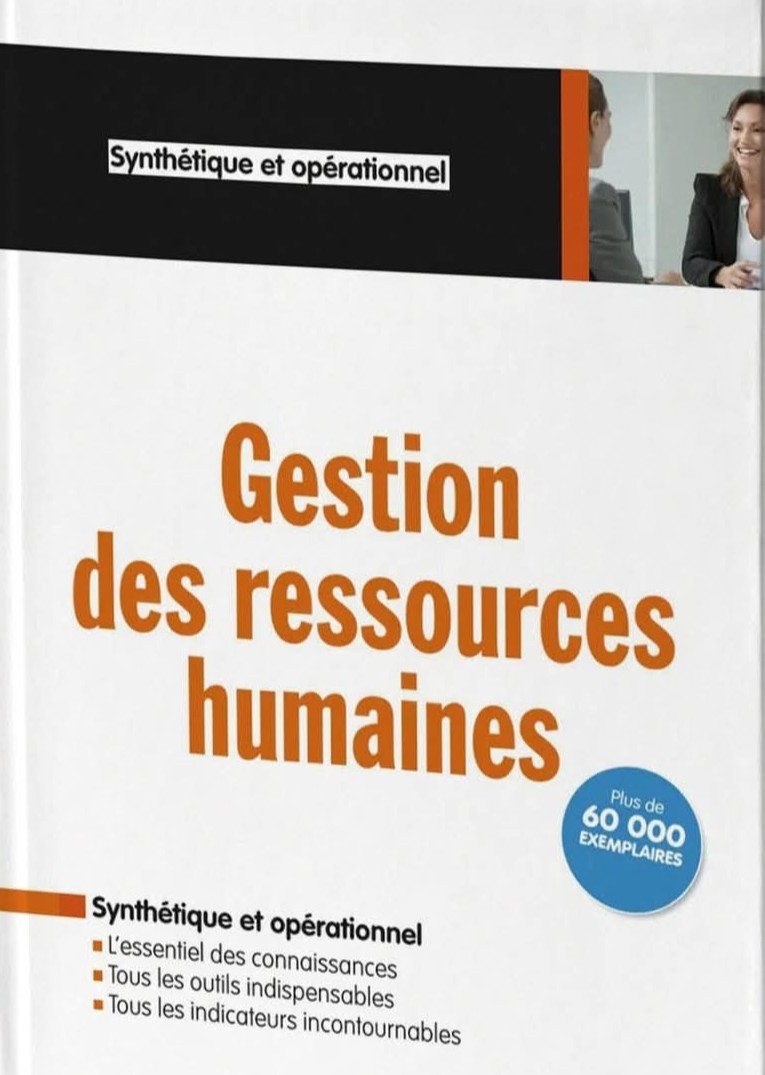 Synthétique et opérationnel
Gestion
des ressources
humaines
Plus de
60 000
EXEMPLAIRES
Synthétique et opérationnel
L'essentiel des connaissances
Tous les outils indispensables
Tous les indicateurs incontournables